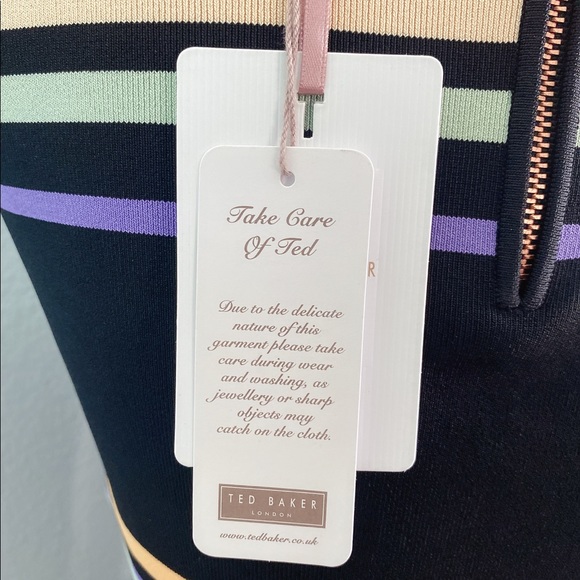 Take Care
Of Ted
R
Due to the delicate
nature of this
garment please take
care during wear
and washing, as
jewellery or sharp
objects may
catch on the cloth.
TED BAKER
LONDON
www.tedbaker.co.uk